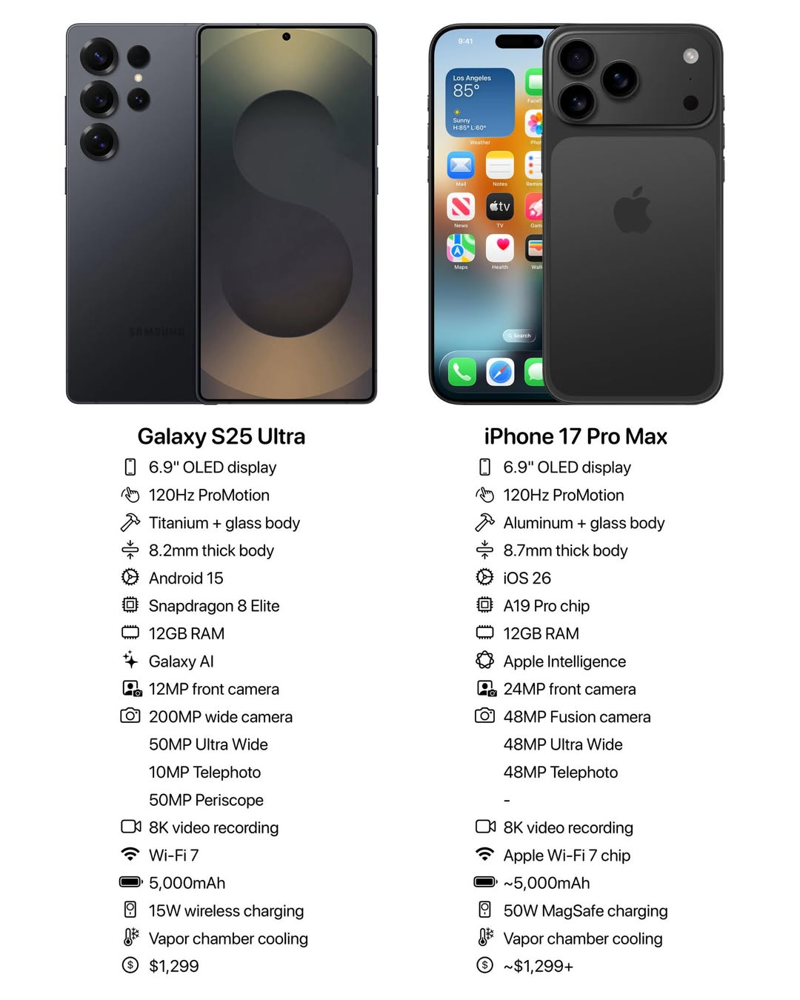 9:41
Los Angeles
85°
Sunny
H:85° L:60°
Weather
FaceT
Phot
Mail
Notes
Remin
News
tv
TV
Gam
Maps
Health
Wall
Search
SAMSUNG
Galaxy S25 Ultra
6.9" OLED display
120Hz ProMotion
Titanium + glass body
8.2mm thick body
Android 15
Snapdragon 8 Elite
12GB RAM
Galaxy AI
12MP front camera
200MP wide camera
50MP Ultra Wide
10MP Telephoto
50MP Periscope
8K video recording
Wi-Fi 7
5,000mAh
15W wireless charging
Vapor chamber cooling
$1,299
iPhone 17 Pro Max
6.9" OLED display
120Hz ProMotion
Aluminum + glass body
8.7mm thick body
iOS 26
A19 Pro chip
12GB RAM
Apple Intelligence
24MP front camera
48MP Fusion camera
48MP Ultra Wide
48MP Telephoto
-
8K video recording
Apple Wi-Fi 7 chip
~5,000mAh
50W MagSafe charging
Vapor chamber cooling
~$1,299+